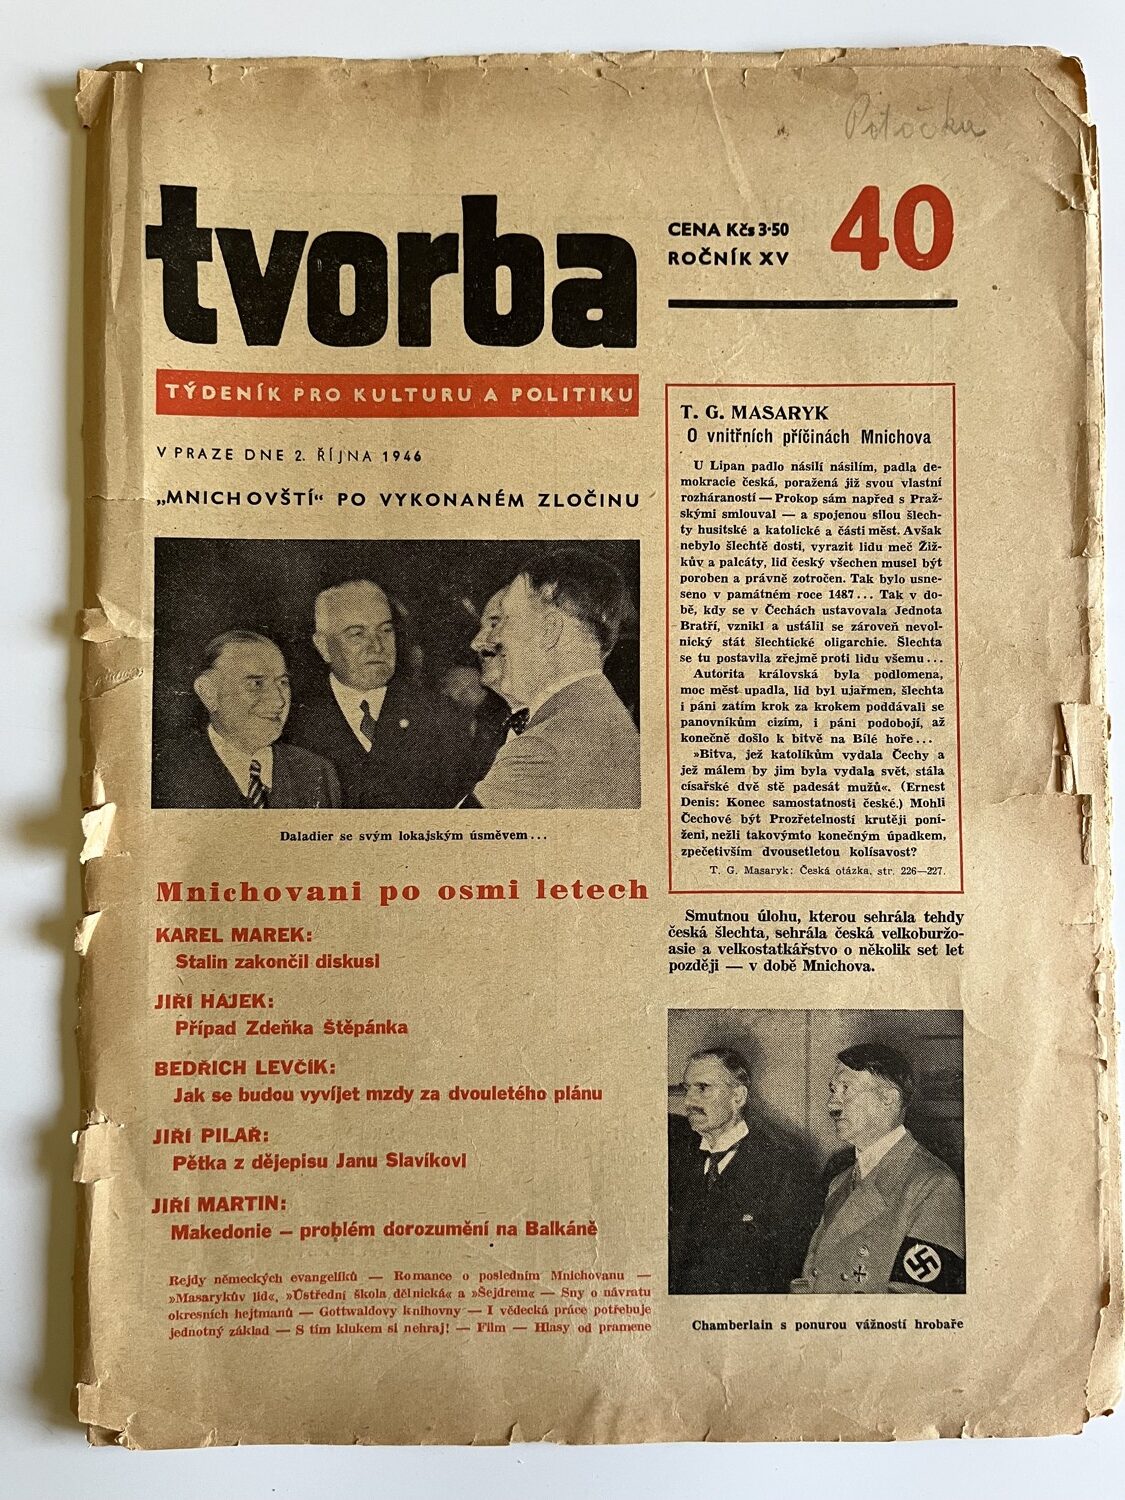 Potočka
tvorba
CENA Kčs 3·50
ROČNÍK XV
40
TÝDENÍK PRO KULTURU A POLITIKU
V PRAZE DNE 2. ŘÍJNA 1946
„MNICHOVŠTÍ“ PO VYKONANÉM ZLOČINU
Daladier se svým lokajským úsměvem...
Mnichovani po osmi letech
KAREL MAREK:
Stalin zakončil diskusi
JIŘÍ HÁJEK:
Případ Zdeňka Štěpánka
BEDŘICH LEVČÍK:
Jak se budou vyvíjet mzdy za dvouletého plánu
JIŘÍ PILAŘ:
Pětka z dějepisu Janu Slavíkovi
JIŘÍ MARTIN:
Makedonie — problém dorozumění na Balkáně
Rejdy německých evangelíků — Romance o posledním Mnichovanu —
»Masarykův lid«, »Ústřední škola dělnická« a »Sejdrem« — Sny o návratu
okresních hejtmanů — Gottwaldovy knihovny — I vědecká práce potřebuje
jednotný základ — S tím klukem si nehraj! — Film — Hlasy od pramene
T. G. MASARYK
O vnitřních příčinách Mnichova
U Lipan padlo násilí násilím, padla de-
mokracie česká, poražená již svou vlastní
rozháraností — Prokop sám napřed s Praž-
skými smlouval — a spojenou silou šlech-
ty husitské a katolické a části měst. Avšak
nebylo šlechtě dosti, vyrazit lidu meč Žiž-
kův a palcáty, lid český všechen musel být
poroben a právně zotročen. Tak bylo usne-
seno v památném roce 1487... Tak v do-
bě, kdy se v Čechách ustavovala Jednota
Bratří, vznikl a ustálil se zároveň nevol-
nický stát šlechtické oligarchie. Šlechta
se tu postavila zřejmě proti lidu všemu...
Autorita královská byla podlomena,
moc měst upadla, lid byl ujařmen, šlechta
i páni zatím krok za krokem poddávali se
panovníkům cizím, i páni podobojí, až
konečně došlo k bitvě na Bílé hoře...
»Bitva, jež katolíkům vydala Čechy a
jež málem by jim byla vydala svět, stála
císařské dvě stě padesát mužů«. (Ernest
Denis: Konec samostatnosti české.) Mohli
Čechové být Prozřetelností krutěji poní-
ženi, nežli takovýmto konečným úpadkem,
zpečetivším dvousetletou kolísavost?
T. G. Masaryk: Česká otázka, str. 226—227.
Smutnou úlohu, kterou sehrála tehdy
česká šlechta, sehrála česká velkoburžo-
asie a velkostatkářstvo o několik set let
později — v době Mnichova.
Chamberlain s ponurou vážností hrobaře